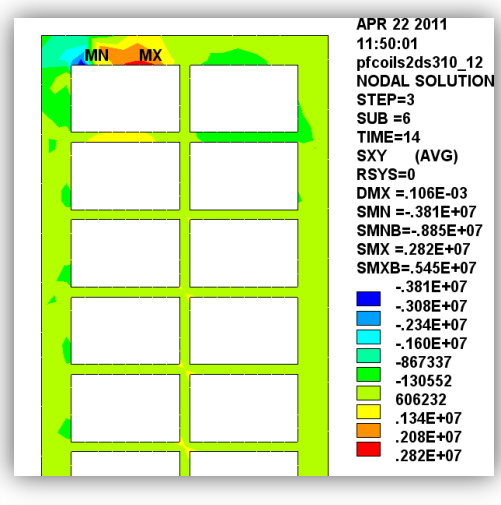 MN MX
APR 22 2011
11:50:01
pfcoils2ds310_12
NODAL SOLUTION
STEP=3
SUB =6
TIME=14
SXY (AVG)
RSYS=0
DMX =.106E-03
SMN =-.381E+07
SMNB=-.885E+07
SMX =.282E+07
SMXB=.545E+07
-.381E+07
-.308E+07
-.234E+07
-.160E+07
-867337
-130552
606232
.134E+07
.208E+07
.282E+07